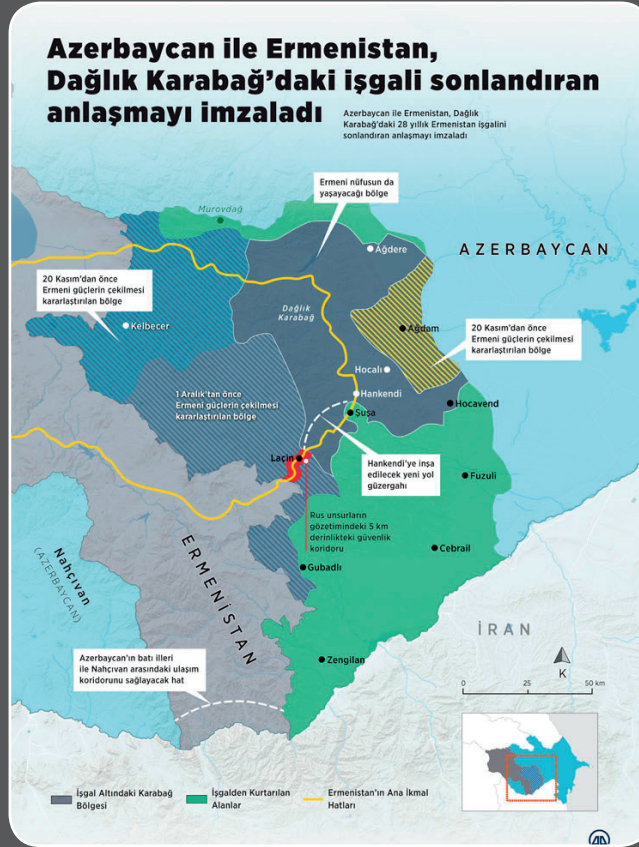 Azerbaycan ile Ermenistan,
Dağlık Karabağ'daki işgali sonlandıran
anlaşmayı imzaladı
Azerbaycan ile Ermenistan, Dağlık
Karabağ'daki 28 yıllık Ermenistan işgalini
sonlandıran anlaşmayı imzaladı
Ermeni nüfusun da
yaşayacağı bölge
Murovdağ
Ağdere
AZERBAYCAN
20 Kasım'dan önce
Ermeni güçlerin çekilmesi
kararlaştırılan bölge
Kelbecer
Dağlık
Karabağ
Ağdam
20 Kasım'dan önce
Ermeni güçlerin çekilmesi
kararlaştırılan bölge
Hocalı
1 Aralık'tan önce
Ermeni güçlerin çekilmesi
kararlaştırılan bölge
Hankendi
Hocavend
Şuşa
Laçin
Hankendi'ye inşa
edilecek yeni yol
güzergahı
Fuzuli
Rus unsurların
gözetimindeki 5 km
derinlikteki güvenlik
koridoru
Cebrail
Gubadlı
Nahçıvan
(AZERBAYCAN)
ERMENİSTAN
İRAN
Zengilan
Azerbaycan'ın batı illeri
ile Nahçıvan arasındaki ulaşım
koridorunu sağlayacak hat
K
0 25 50 km
İşgal Altındaki Karabağ
Bölgesi
İşgalden Kurtarılan
Alanlar
Ermenistan'ın Ana İkmal
Hatları
AA